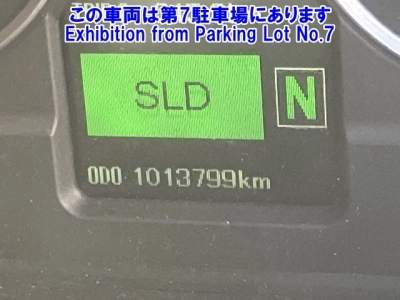 この車両は第7駐車場にあります
Exhibition from Parking Lot No.7
SLD
N
ODO 1013799km